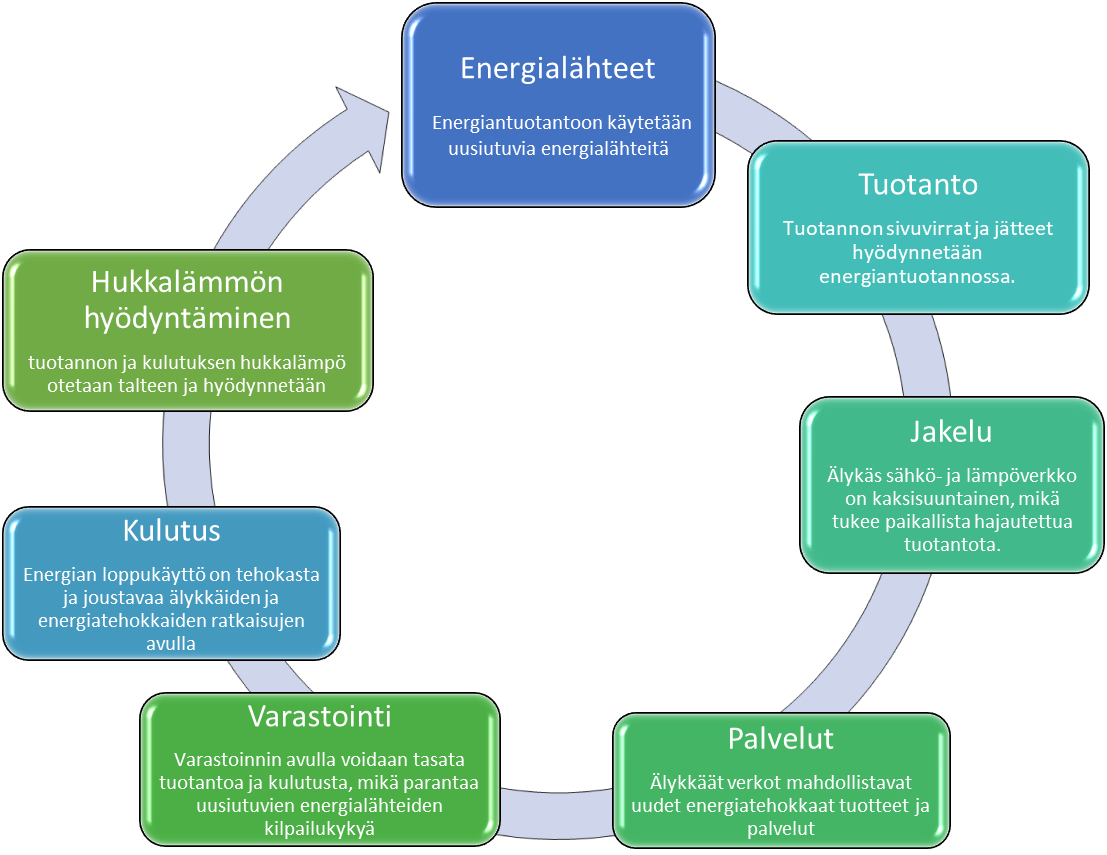 Energialähteet
Energiantuotantoon käytetään
uusiutuvia energialähteitä
Tuotanto
Tuotannon sivuvirrat ja jätteet
hyödynnetään
energiantuotannossa.
Jakelu
Älykäs sähkö- ja lämpöverkko
on kaksisuuntainen, mikä
tukee paikallista hajautettua
tuotantota.
Palvelut
Älykkäät verkot mahdollistavat
uudet energiatehokkaat tuotteet ja
palvelut
Varastointi
Varastoinnin avulla voidaan tasata
tuotantoa ja kulutusta, mikä parantaa
uusiutuvien energialähteiden
kilpailukykyä
Kulutus
Energian loppukäyttö on tehokasta
ja joustavaa älykkäiden ja
energiatehokkaiden ratkaisujen
avulla
Hukkalämmön
hyödyntäminen
tuotannon ja kulutuksen hukkalämpö
otetaan talteen ja hyödynnetään